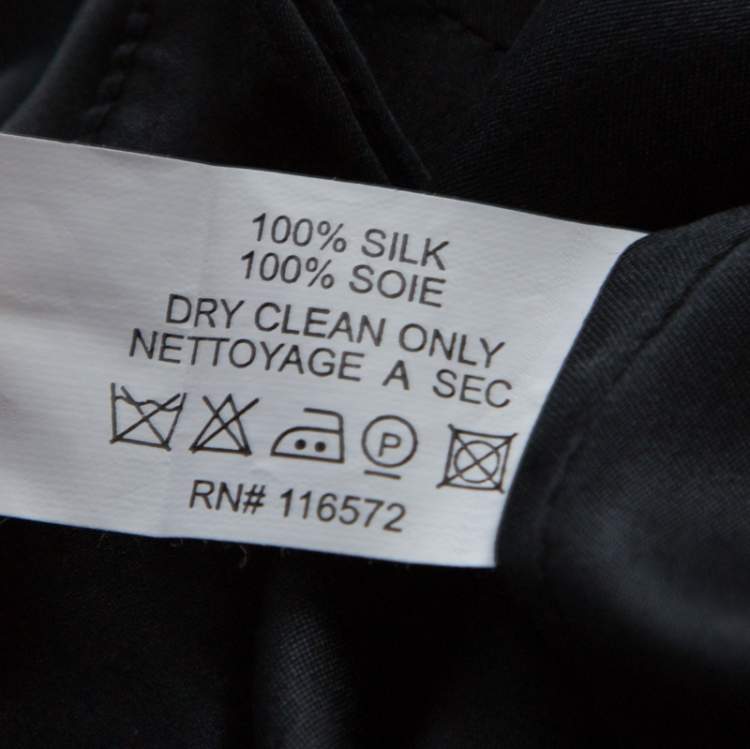 100% SILK
100% SOIE
DRY CLEAN ONLY
NETTOYAGE A SEC
P
RN# 116572